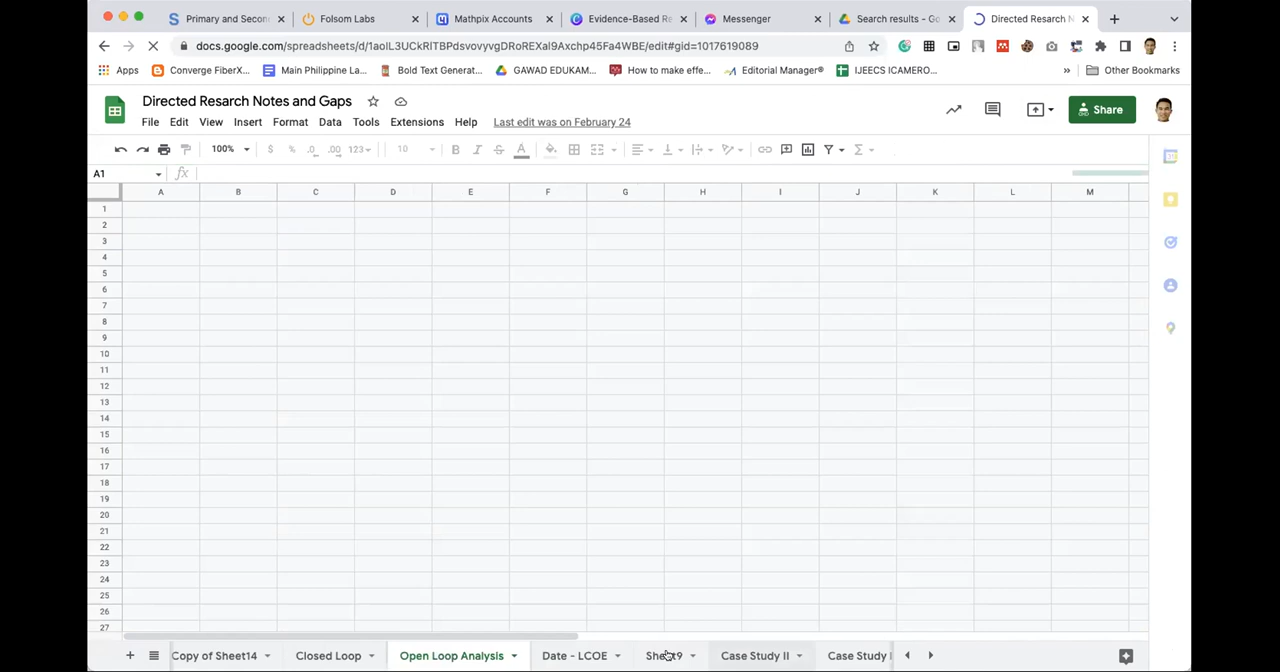 Primary and Secon
Folsom Labs
Mathpix Accounts
Evidence-Based Re
Messenger
Search results - Go
Directed Resarch N
docs.google.com/spreadsheets/d/1aolL3UCkRlTBPdsvovyvgDRoREXal9Axchp45Fa4WBE/edit#gid=1017619089
Apps
Converge FiberX...
Main Philippine La...
Bold Text Generat...
GAWAD EDUKAM...
How to make effe...
Editorial Manager®
IJEECS ICAMERO...
»
Other Bookmarks
Directed Resarch Notes and Gaps
File Edit View Insert Format Data Tools Extensions Help Last edit was on February 24
Share
100% $ % .0 .00 123 10 B I S A Σ
A1 fx
A B C D E F G H I J K L M
1
2
3
4
5
6
7
8
9
10
11
12
13
14
15
16
17
18
19
20
21
22
23
24
25
26
27
Copy of Sheet14 Closed Loop Open Loop Analysis Date - LCOE Sheet9 Case Study II Case Study I